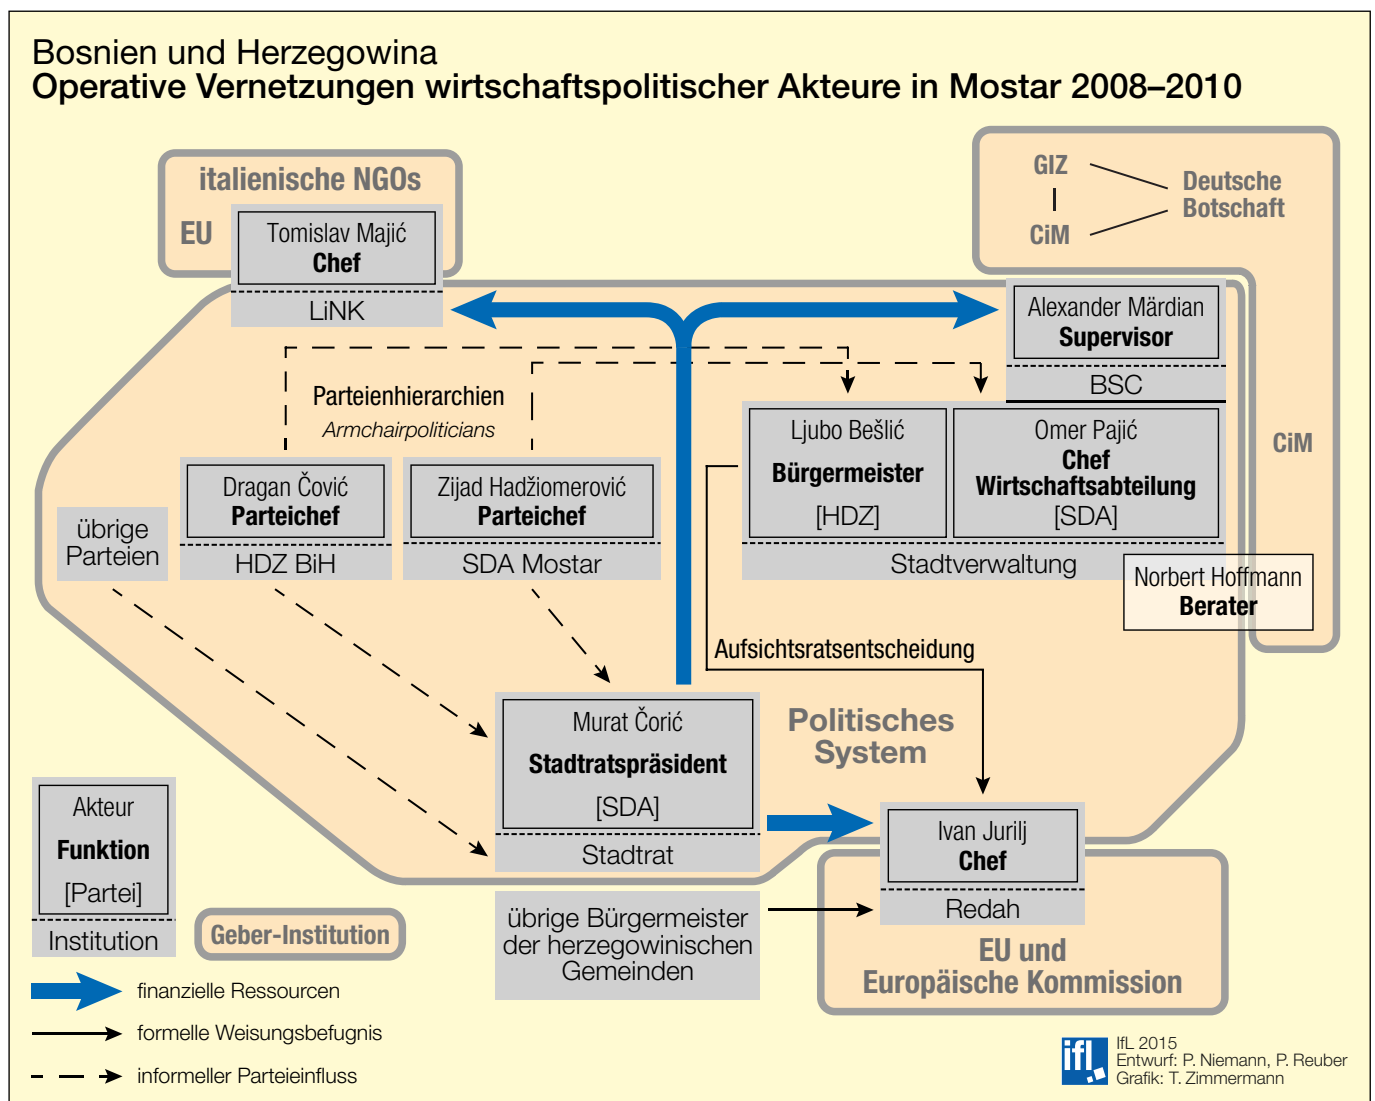 Bosnien und Herzegowina
Operative Vernetzungen wirtschaftspolitischer Akteure in Mostar 2008–2010
italienische NGOs
EU
Tomislav Majić
Chef
LiNK
GIZ
CiM
Deutsche
Botschaft
Alexander Märdian
Supervisor
BSC
Parteienhierarchien
Armchairpoliticians
Ljubo Bešlić
Bürgermeister
[HDZ]
Omer Pajić
Chef
Wirtschaftsabteilung
[SDA]
Stadtverwaltung
CiM
Norbert Hoffmann
Berater
übrige
Parteien
Dragan Čović
Parteichef
HDZ BiH
Zijad Hadžiomerović
Parteichef
SDA Mostar
Aufsichtsratsentscheidung
Murat Čorić
Stadtratspräsident
[SDA]
Stadtrat
Politisches
System
Ivan Jurilj
Chef
Redah
übrige Bürgermeister
der herzegowinischen
Gemeinden
EU und
Europäische Kommission
Akteur
Funktion
[Partei]
Institution
Geber-Institution
finanzielle Ressourcen
formelle Weisungsbefugnis
informeller Parteieinfluss
ifl
IfL 2015
Entwurf: P. Niemann, P. Reuber
Grafik: T. Zimmermann